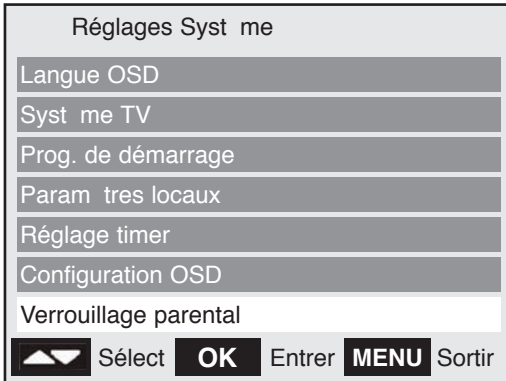 Réglages Syst me
Langue OSD
Syst me TV
Prog. de démarrage
Param tres locaux
Réglage timer
Configuration OSD
Verrouillage parental
Sélect OK Entrer MENU Sortir